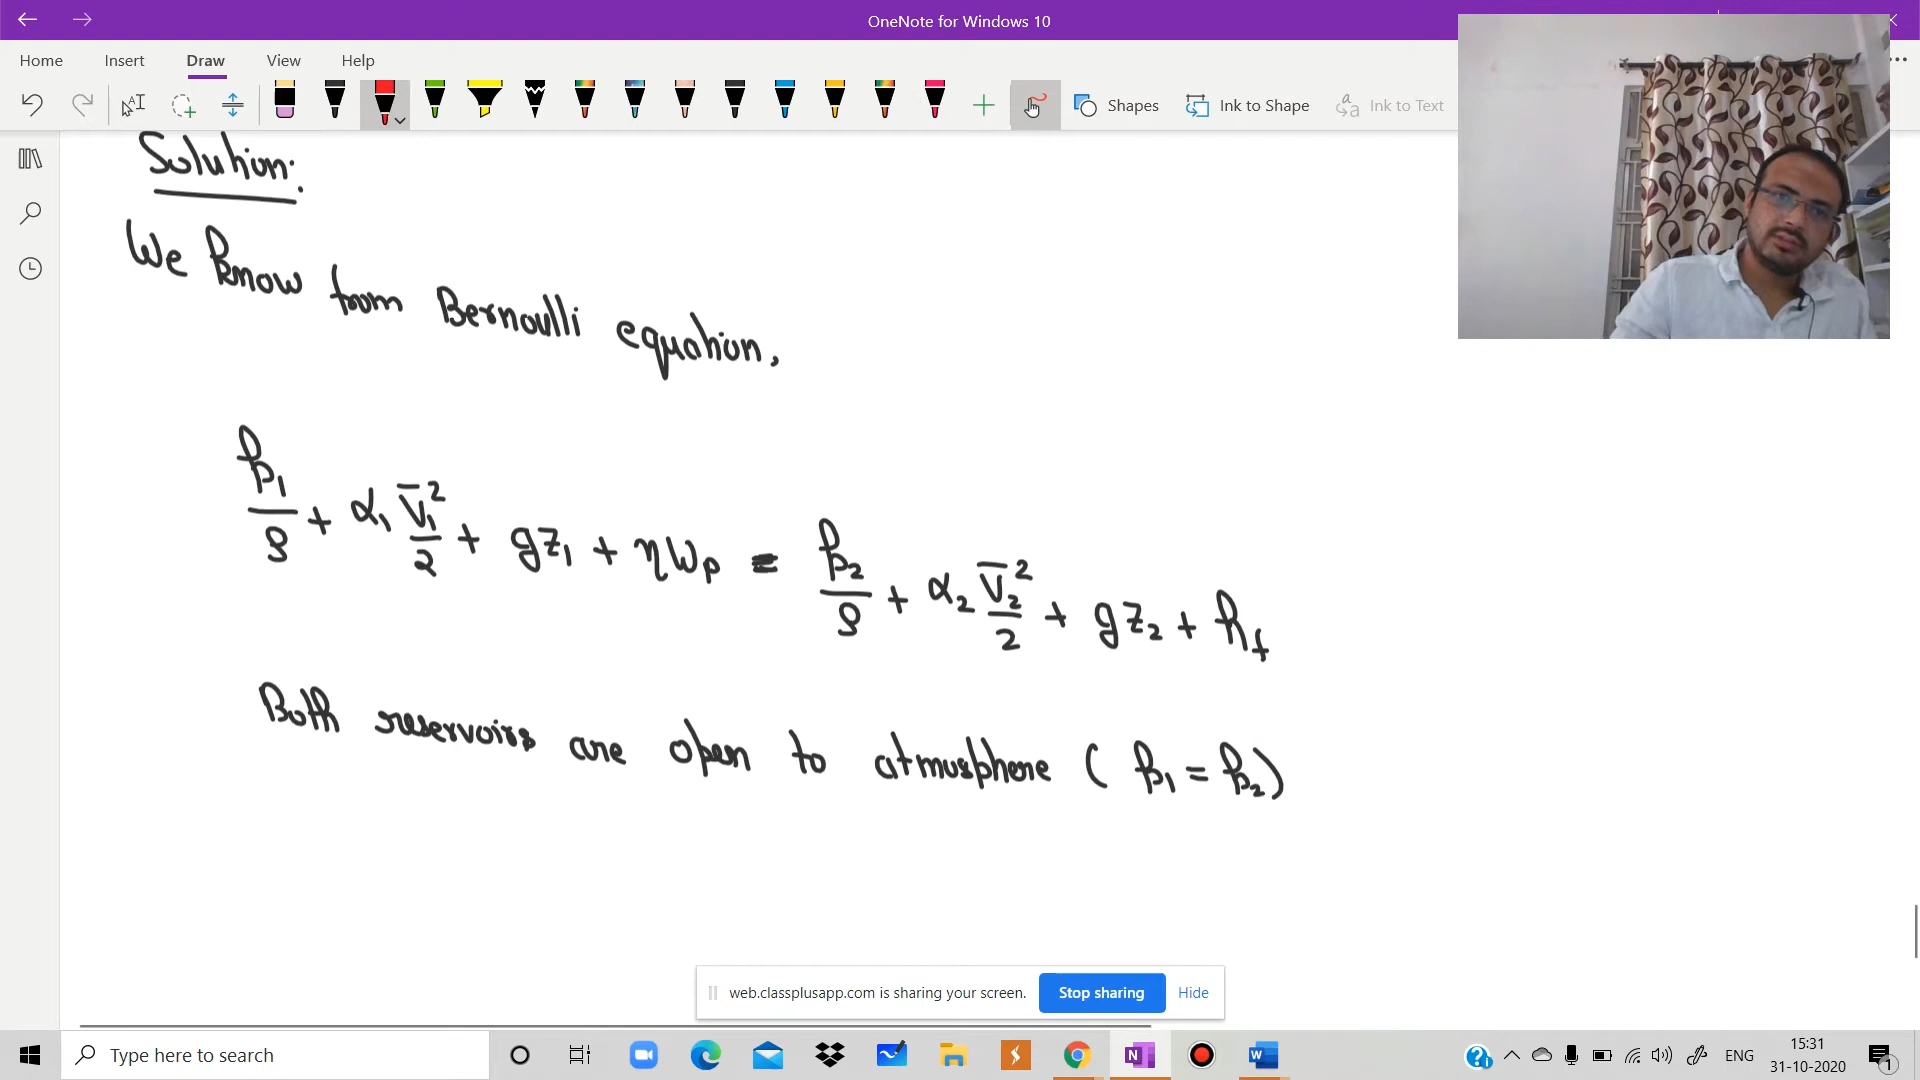 OneNote for Windows 10
Home Insert Draw View Help
Shapes Ink to Shape Ink to Text
Solution:
We know from Bernoulli equation,
p₁/ρ + α₁ V̄₁²/2 + gz₁ + ηWp = p₂/ρ + α₂ V̄₂²/2 + gz₂ + hf
Both reservoirs are open to atmosphere ( p₁ = p₂)
web.classplusapp.com is sharing your screen. Stop sharing Hide
Type here to search
ENG
15:31
31-10-2020
1